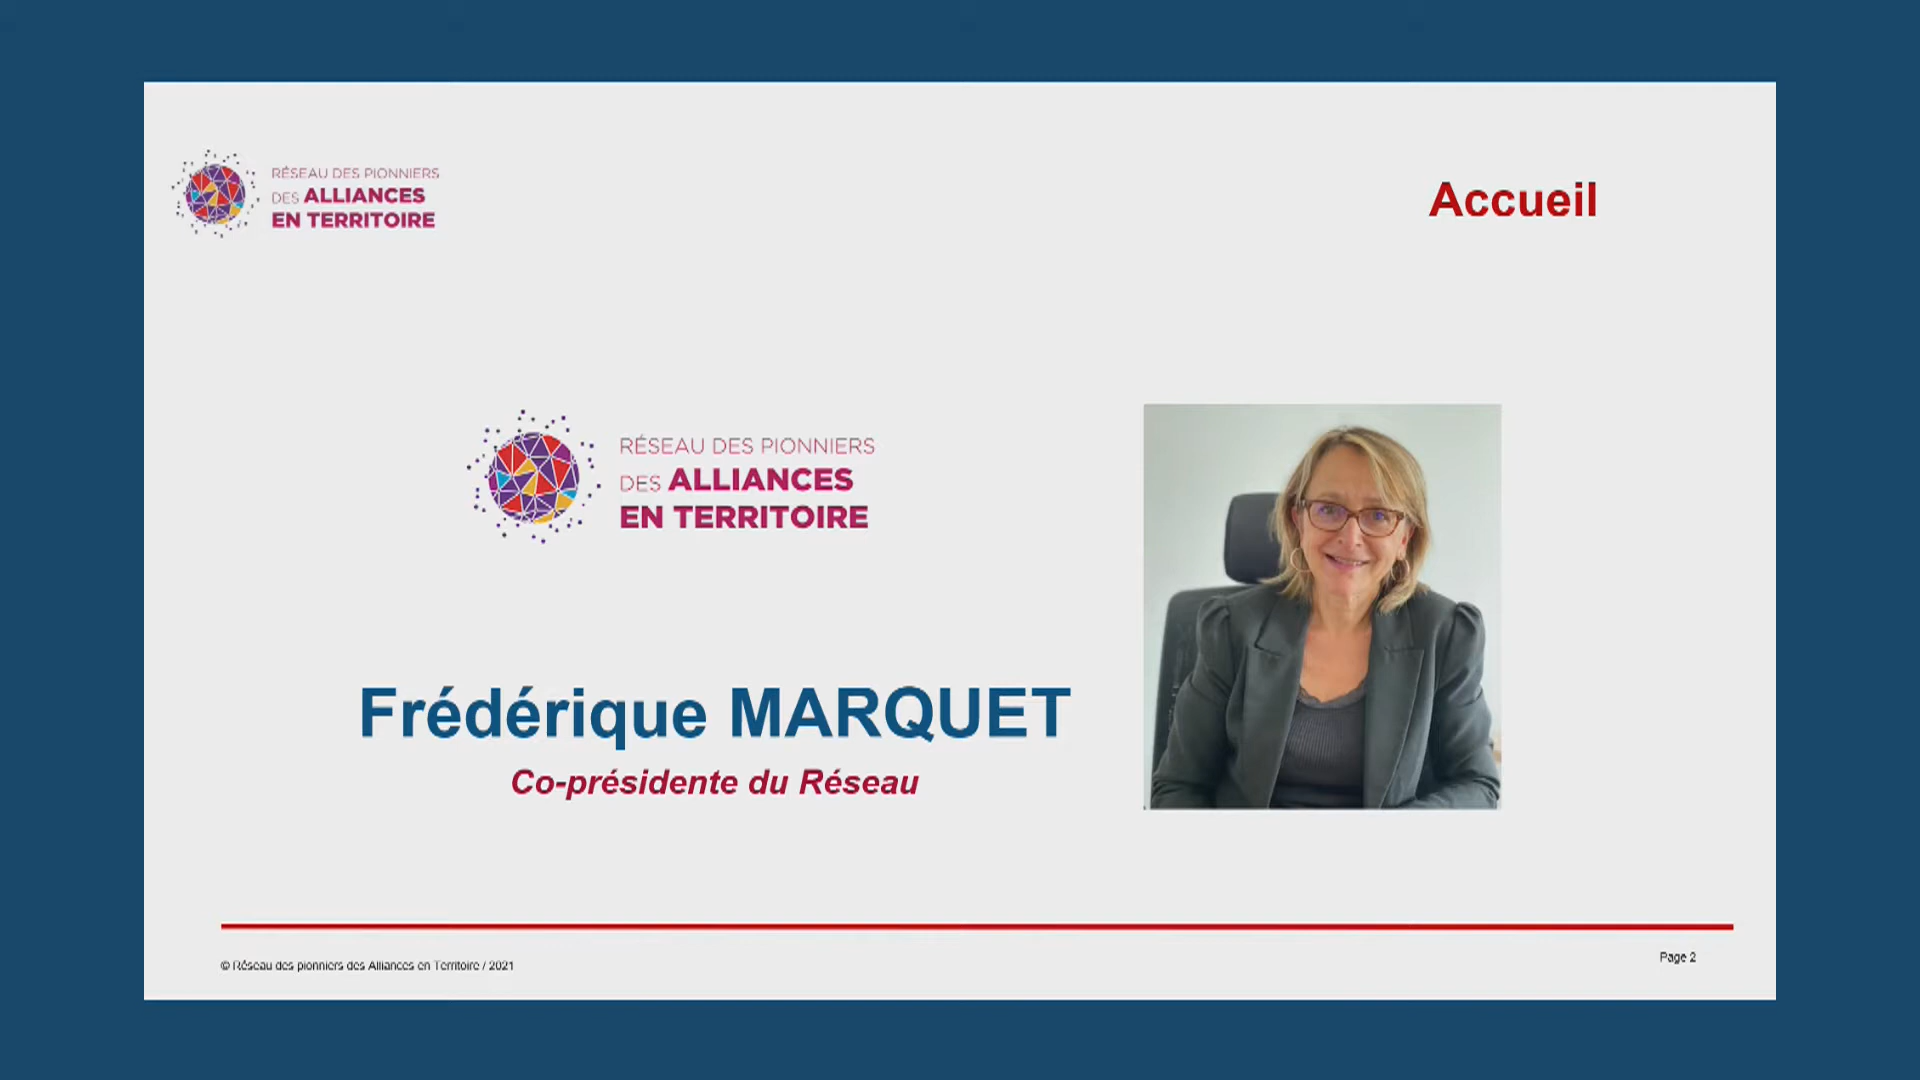 RÉSEAU DES PIONNIERS
DES ALLIANCES
EN TERRITOIRE
Accueil
RÉSEAU DES PIONNIERS
DES ALLIANCES
EN TERRITOIRE
Frédérique MARQUET
Co-présidente du Réseau
© Réseau des pionniers des Alliances en Territoire / 2021
Page 2